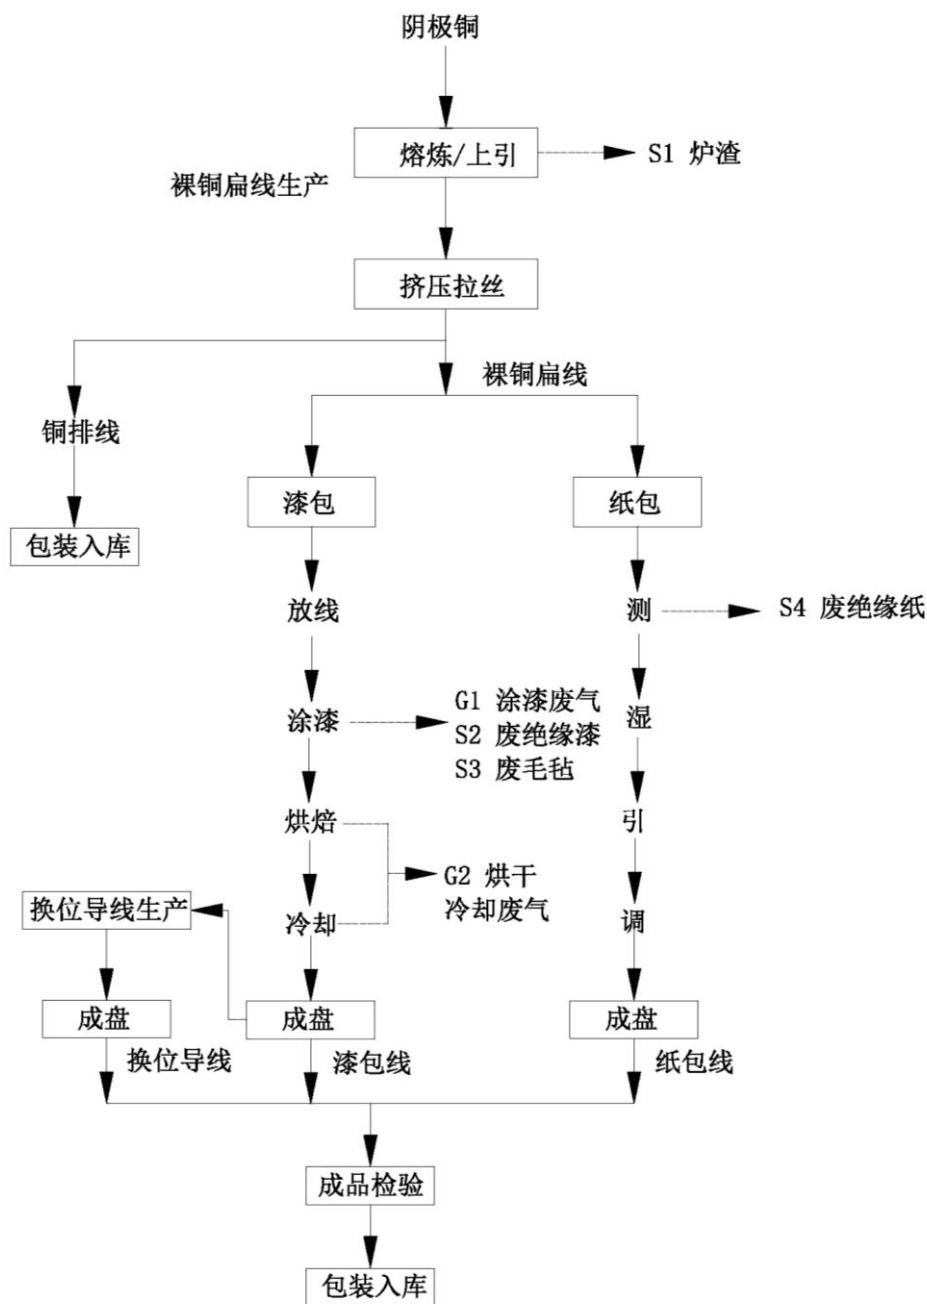 阴极铜
熔炼/上引
S1 炉渣
裸铜扁线生产
挤压拉丝
裸铜扁线
铜排线
漆包
纸包
包装入库
放线
测
S4 废绝缘纸
涂漆
G1 涂漆废气
S2 废绝缘漆
S3 废毛毡
湿
烘焙
引
G2 烘干
冷却废气
换位导线生产
冷却
调
成盘
成盘
成盘
换位导线
漆包线
纸包线
成品检验
包装入库